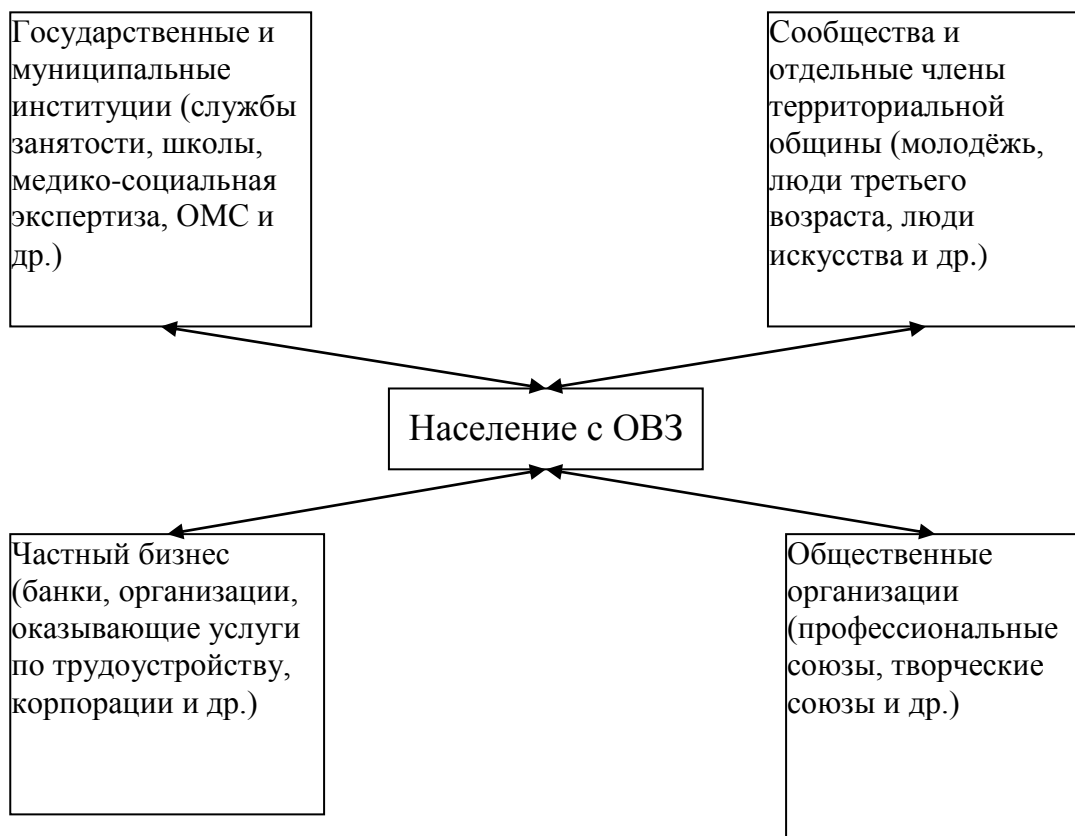 Государственные и
муниципальные
институции (службы
занятости, школы,
медико-социальная
экспертиза, ОМС и
др.)
Сообщества и
отдельные члены
территориальной
общины (молодёжь,
люди третьего
возраста, люди
искусства и др.)
Население с ОВЗ
Частный бизнес
(банки, организации,
оказывающие услуги
по трудоустройству,
корпорации и др.)
Общественные
организации
(профессиональные
союзы, творческие
союзы и др.)